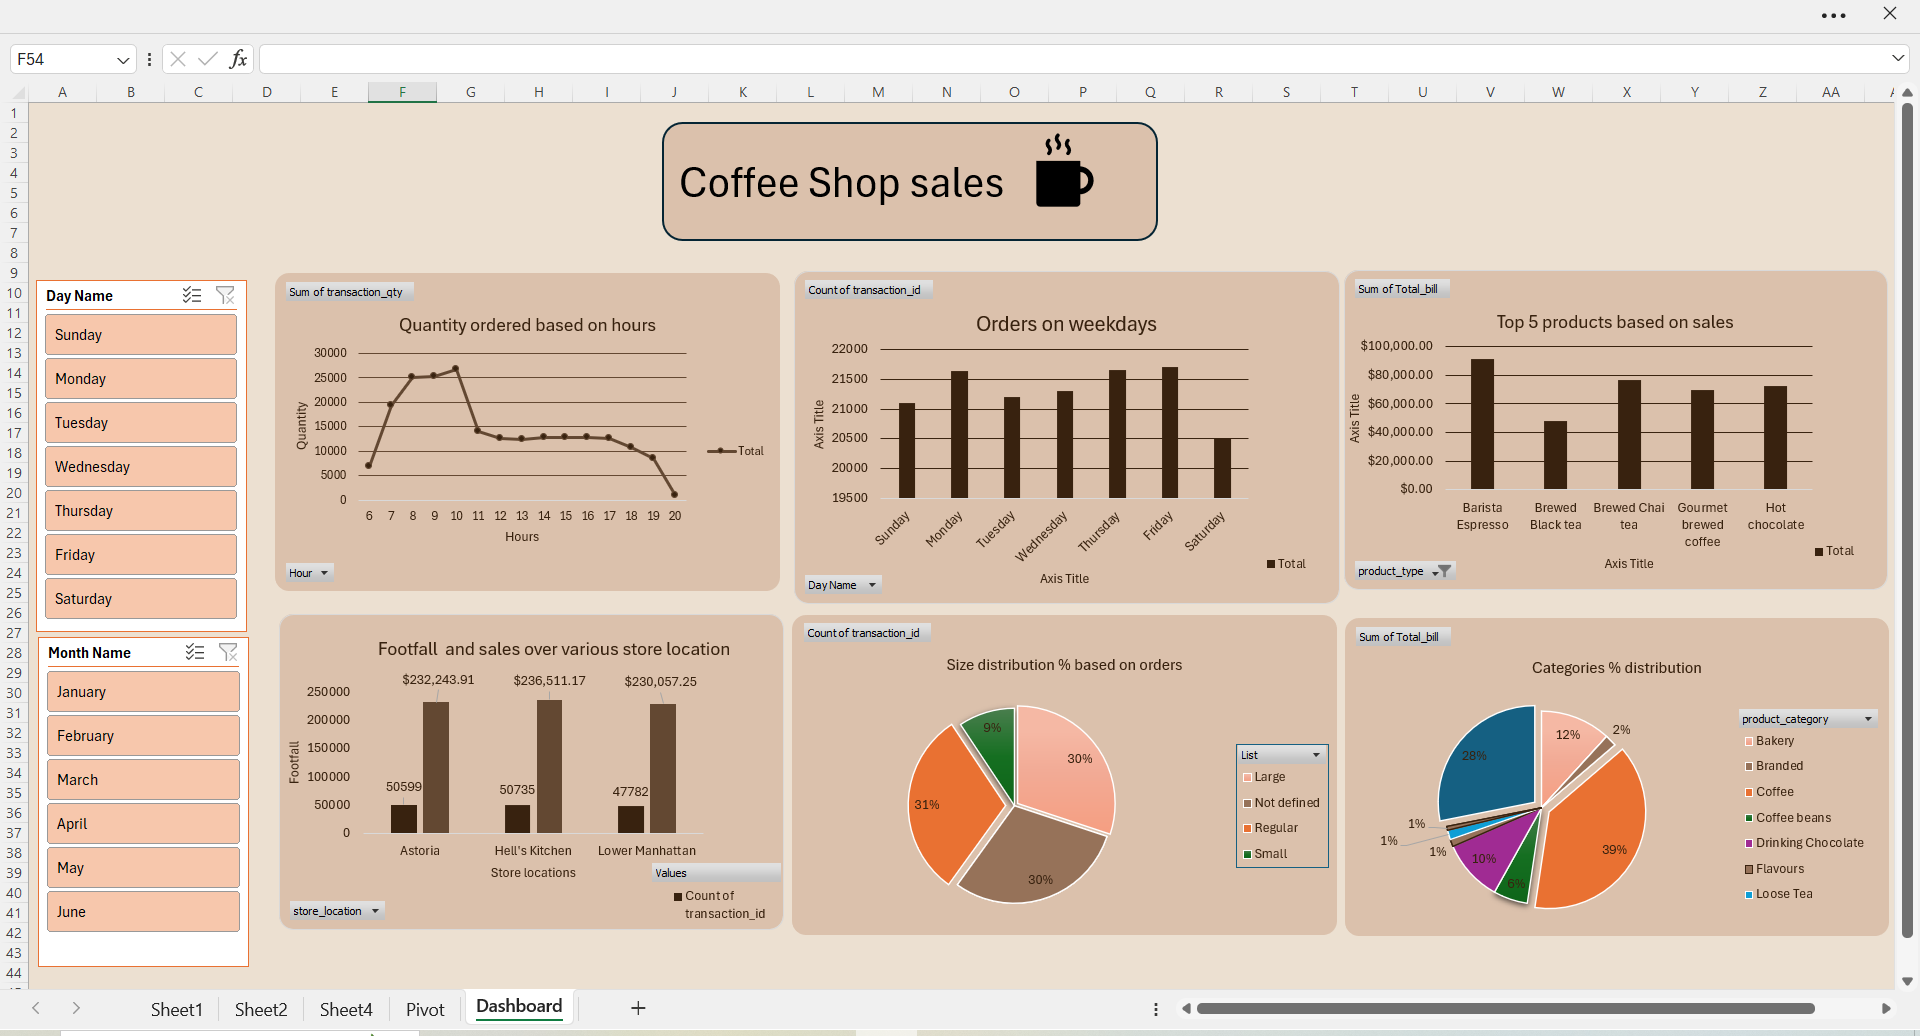 F54
fx
A B C D E F G H I J K L M N O P Q R S T U V W X Y Z AA
1
2
3
4
5
6
7
8
9
10
11
12
13
14
15
16
17
18
19
20
21
22
23
24
25
26
27
28
29
30
31
32
33
34
35
36
37
38
39
40
41
42
43
44
Coffee Shop sales
Day Name
Sunday
Monday
Tuesday
Wednesday
Thursday
Friday
Saturday
Month Name
January
February
March
April
May
June
Sum of transaction_qty
Quantity ordered based on hours
30000
25000
20000
15000
10000
5000
0
Quantity
6 7 8 9 10 11 12 13 14 15 16 17 18 19 20
Hours
Total
Hour
Count of transaction_id
Orders on weekdays
22000
21500
21000
20500
20000
19500
Axis Title
Sunday
Monday
Tuesday
Wednesday
Thursday
Friday
Saturday
Axis Title
Total
Day Name
Sum of Total_bill
Top 5 products based on sales
$100,000.00
$80,000.00
$60,000.00
$40,000.00
$20,000.00
$0.00
Axis Title
Barista
Espresso
Brewed
Black tea
Brewed Chai
tea
Gourmet
brewed
coffee
Hot
chocolate
Axis Title
Total
product_type
Footfall  and sales over various store location
250000
200000
150000
100000
50000
0
Footfall
$232,243.91
$236,511.17
$230,057.25
50599
50735
47782
Astoria
Hell's Kitchen
Lower Manhattan
Store locations
Values
Count of
transaction_id
store_location
Count of transaction_id
Size distribution % based on orders
9%
30%
31%
30%
List
Large
Not defined
Regular
Small
Sum of Total_bill
Categories % distribution
28%
12%
2%
39%
6%
10%
1%
1%
1%
product_category
Bakery
Branded
Coffee
Coffee beans
Drinking Chocolate
Flavours
Loose Tea
Sheet1
Sheet2
Sheet4
Pivot
Dashboard